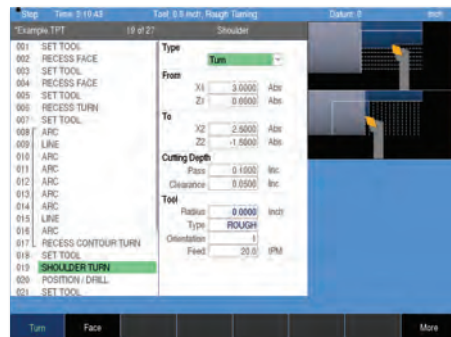 Stop Time: 0:10:43 Tool: 0.0 inch, Rough Turning Datum: 0 inch
*Example.TPT 19 of 27 Shoulder
001 SET TOOL
002 RECESS FACE
003 SET TOOL
004 RECESS FACE
005 SET TOOL
006 RECESS TURN
007 SET TOOL
008 ARC
009 LINE
010 ARC
011 ARC
012 ARC
013 ARC
014 ARC
015 LINE
016 ARC
017 RECESS CONTOUR TURN
018 SET TOOL
019 SHOULDER TURN
020 POSITION / DRILL
021 SET TOOL
Type
Turn
From
X1 3.0000 Abs
Z1 0.0000 Abs
To
X2 2.5000 Abs
Z2 -1.5000 Abs
Cutting Depth
Pass 0.1000 Inc
Clearance 0.0500 Inc
Tool
Radius 0.0000 Inch
Type ROUGH
Orientation 1
Feed 20.0 IPM
Turn Face More